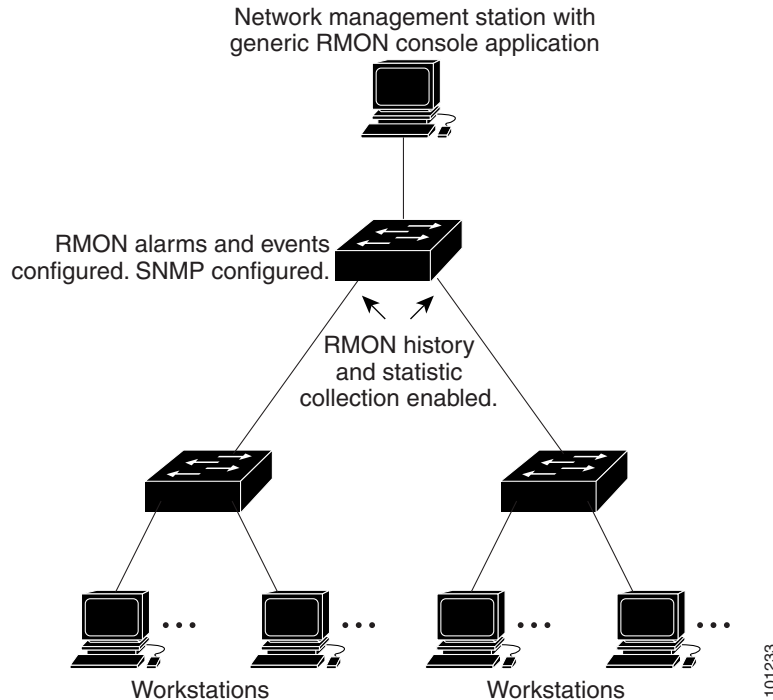 Network management station with
generic RMON console application
RMON alarms and events
configured. SNMP configured.
RMON history
and statistic
collection enabled.
Workstations
Workstations
101233